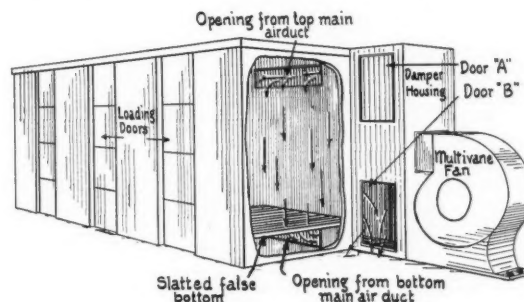 Opening from top main
airduct
Door "A"
Damper
Housing
Door "B"
Loading
Doors
Multivane
Fan
Slatted false
bottom
Opening from bottom
main air duct